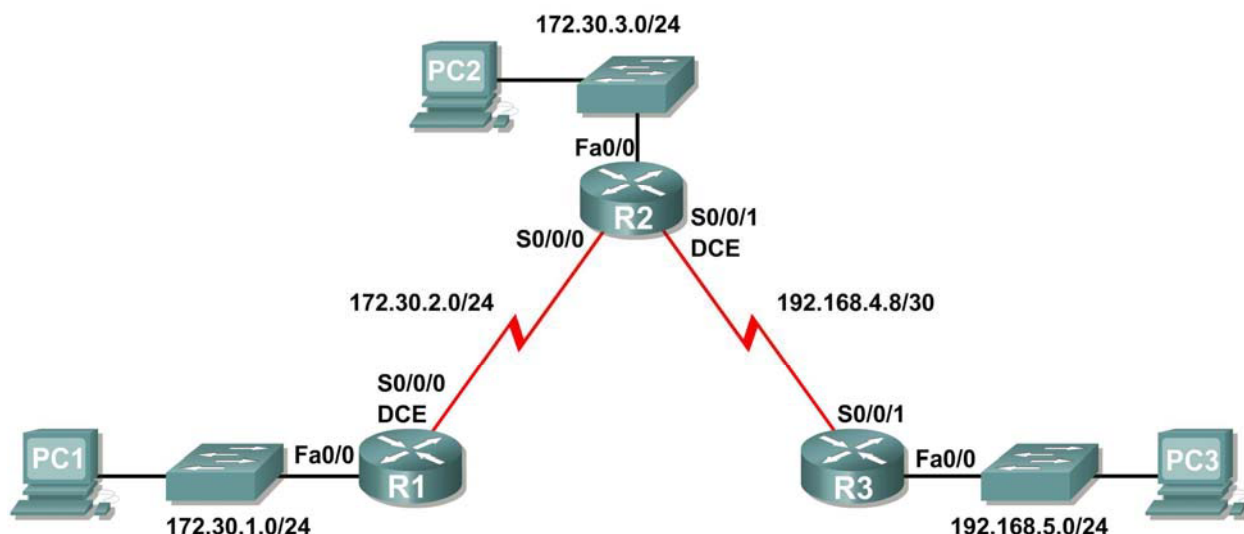 172.30.3.0/24
PC2
Fa0/0
R2
S0/0/0
S0/0/1
DCE
172.30.2.0/24
192.168.4.8/30
S0/0/0
DCE
S0/0/1
PC1
Fa0/0
R1
R3
Fa0/0
PC3
172.30.1.0/24
192.168.5.0/24